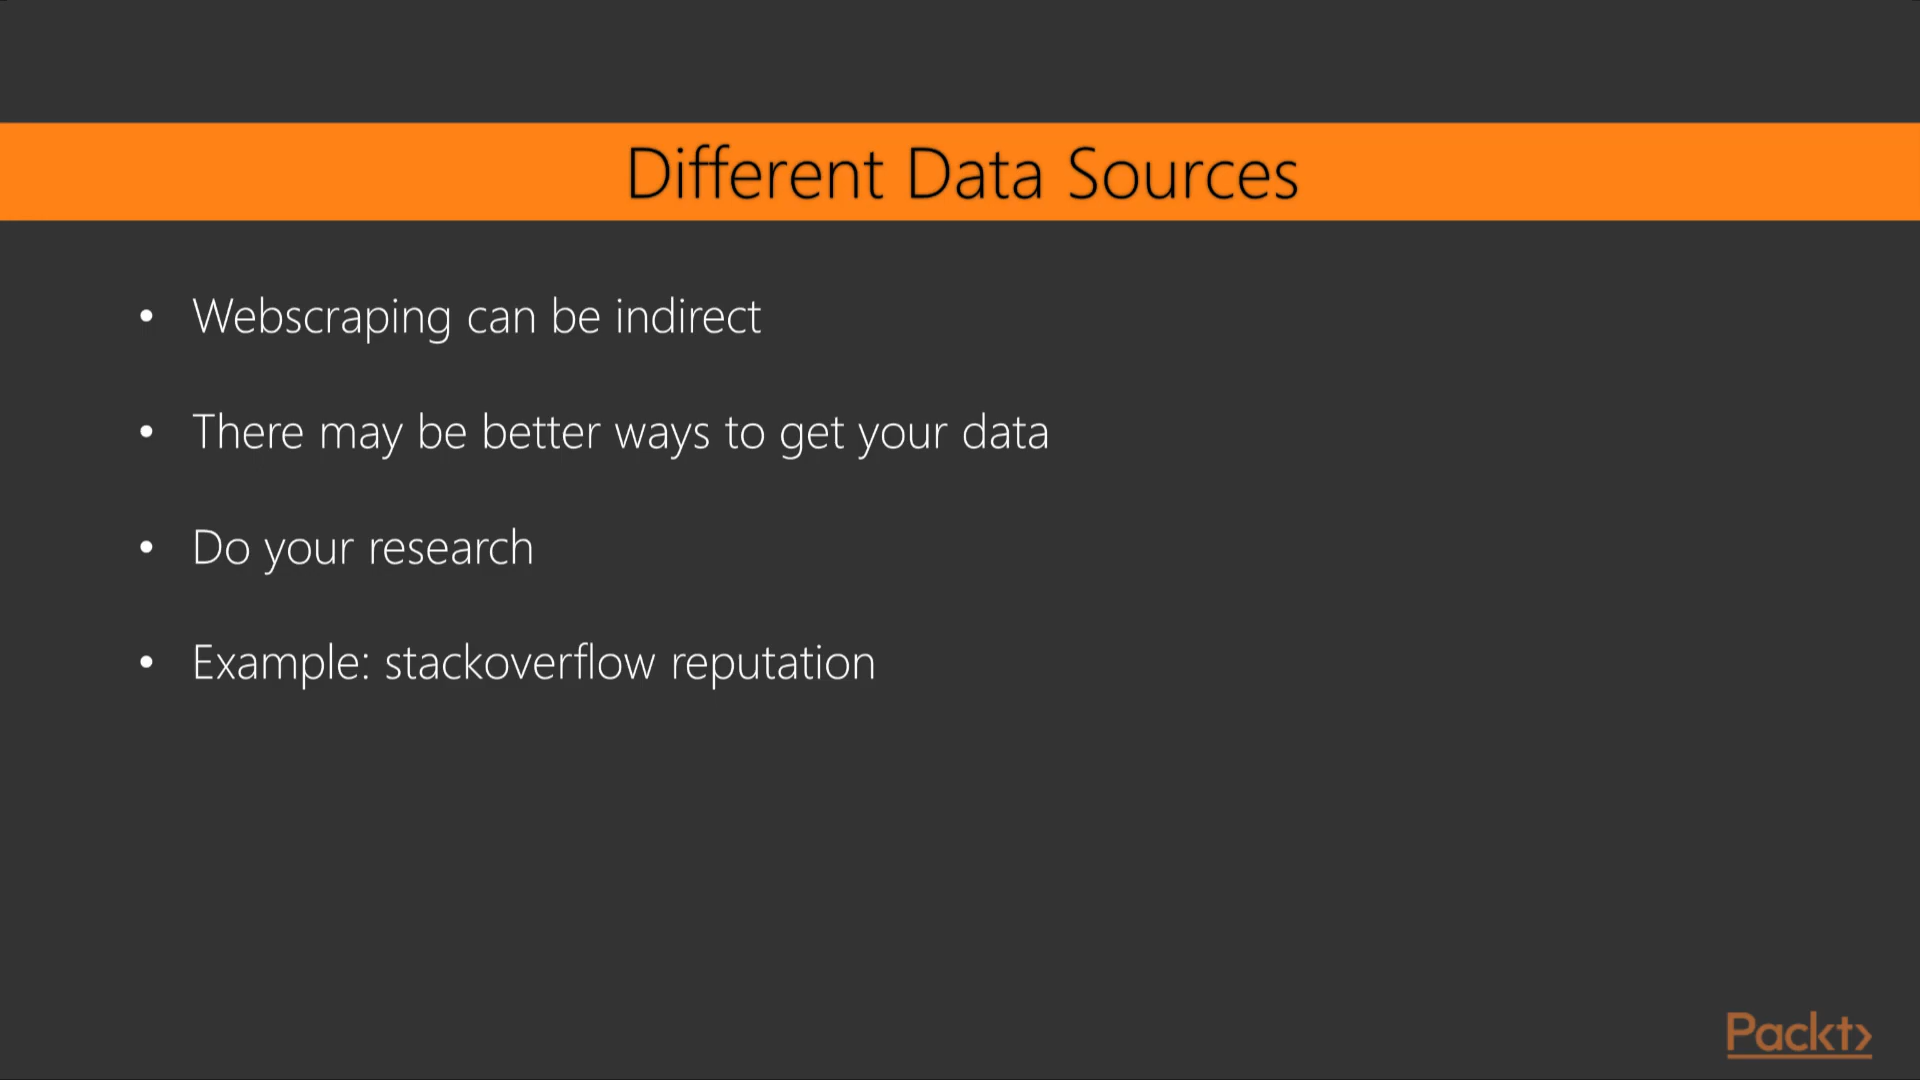 Different Data Sources
• Webscraping can be indirect
• There may be better ways to get your data
• Do your research
• Example: stackoverflow reputation
Packt>